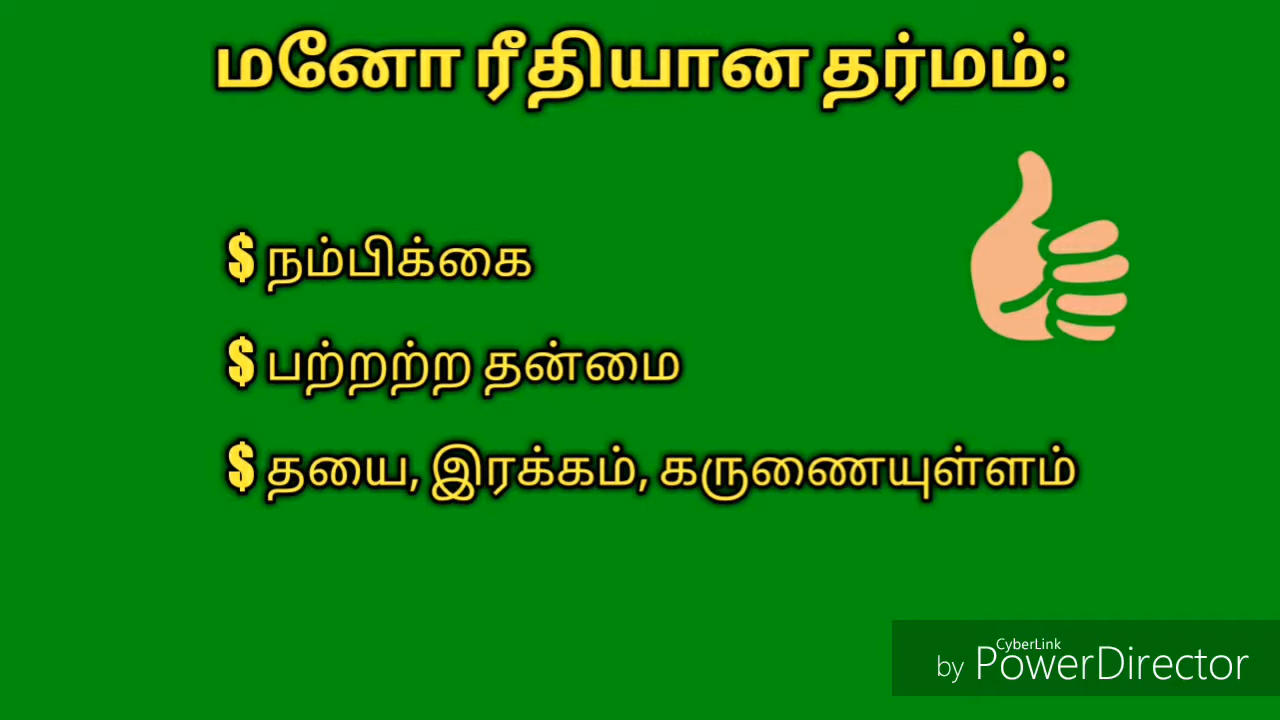 மனோ ரீதியான தர்மம்:
$ நம்பிக்கை
$ பற்றற்ற தன்மை
$ தயை, இரக்கம், கருணையுள்ளம்
CyberLink
by PowerDirector